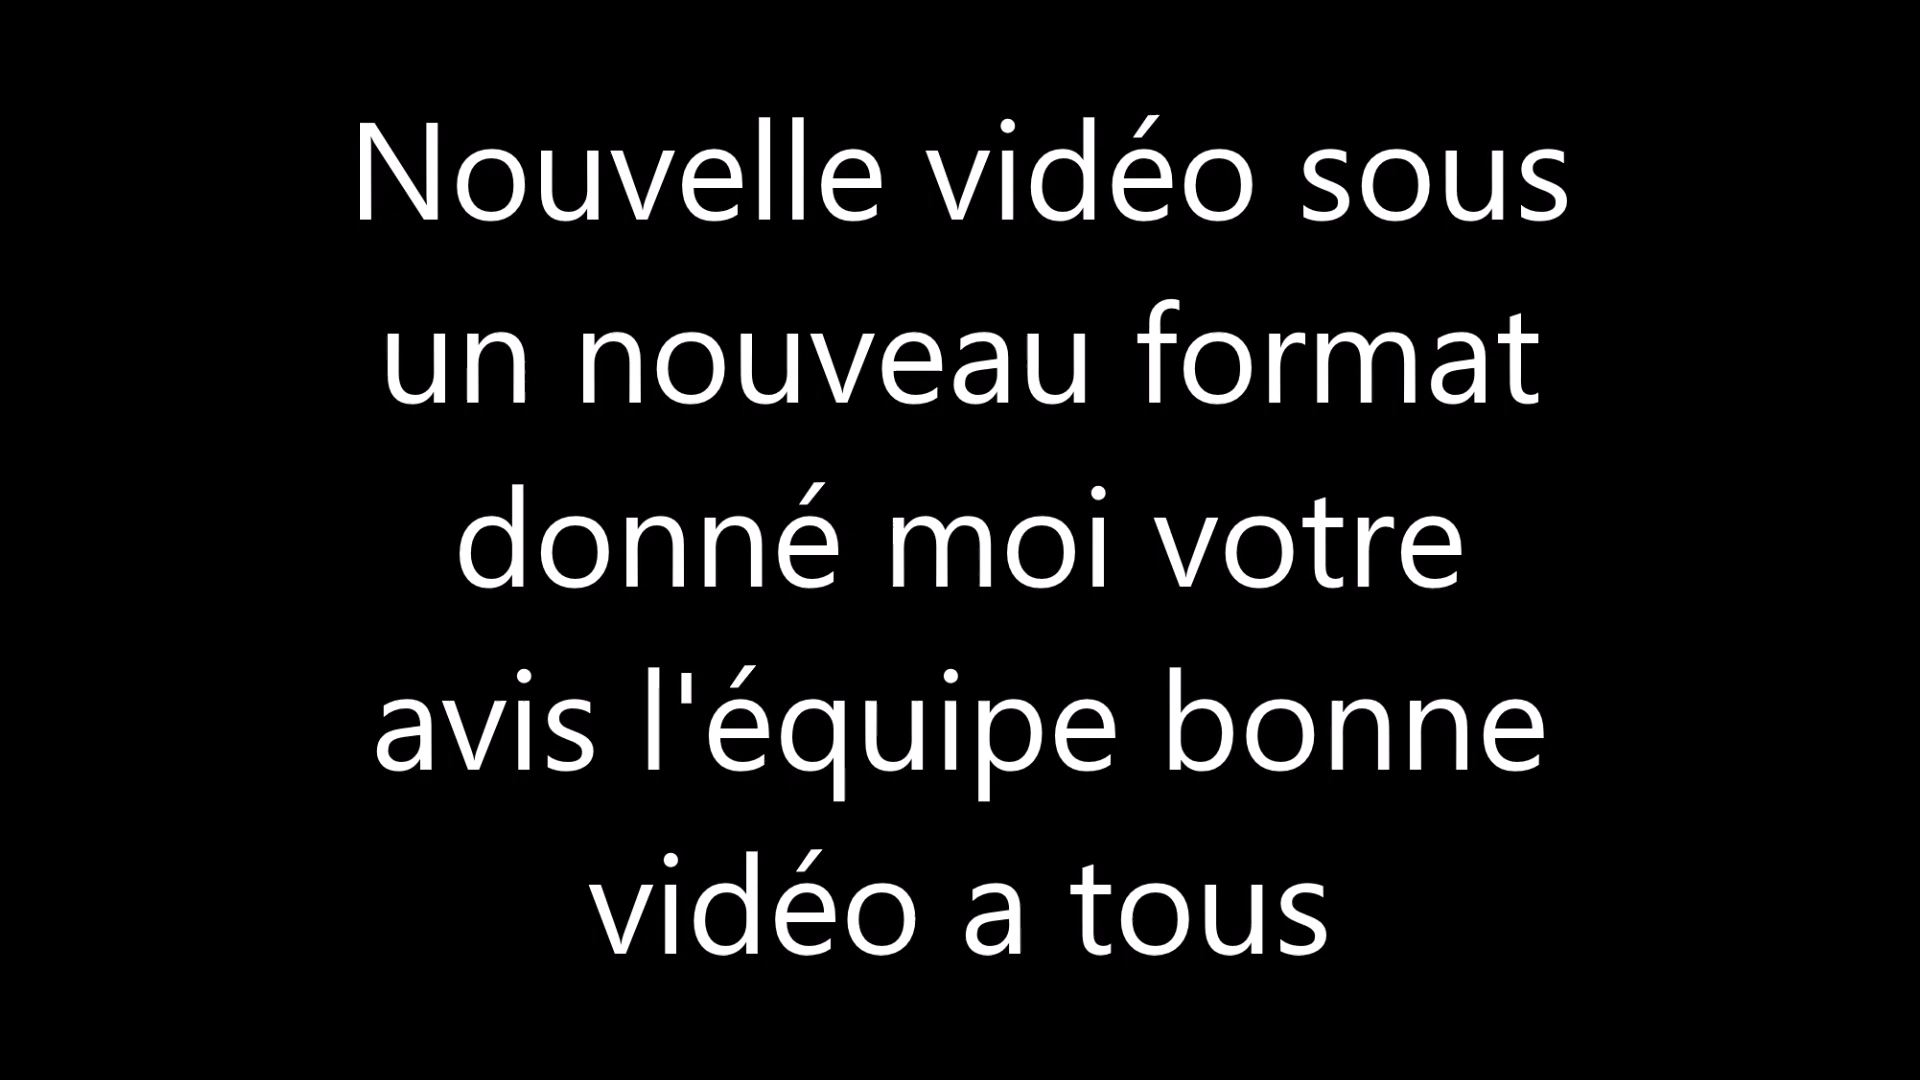 Nouvelle vidéo sous
un nouveau format
donné moi votre
avis l'équipe bonne
vidéo a tous